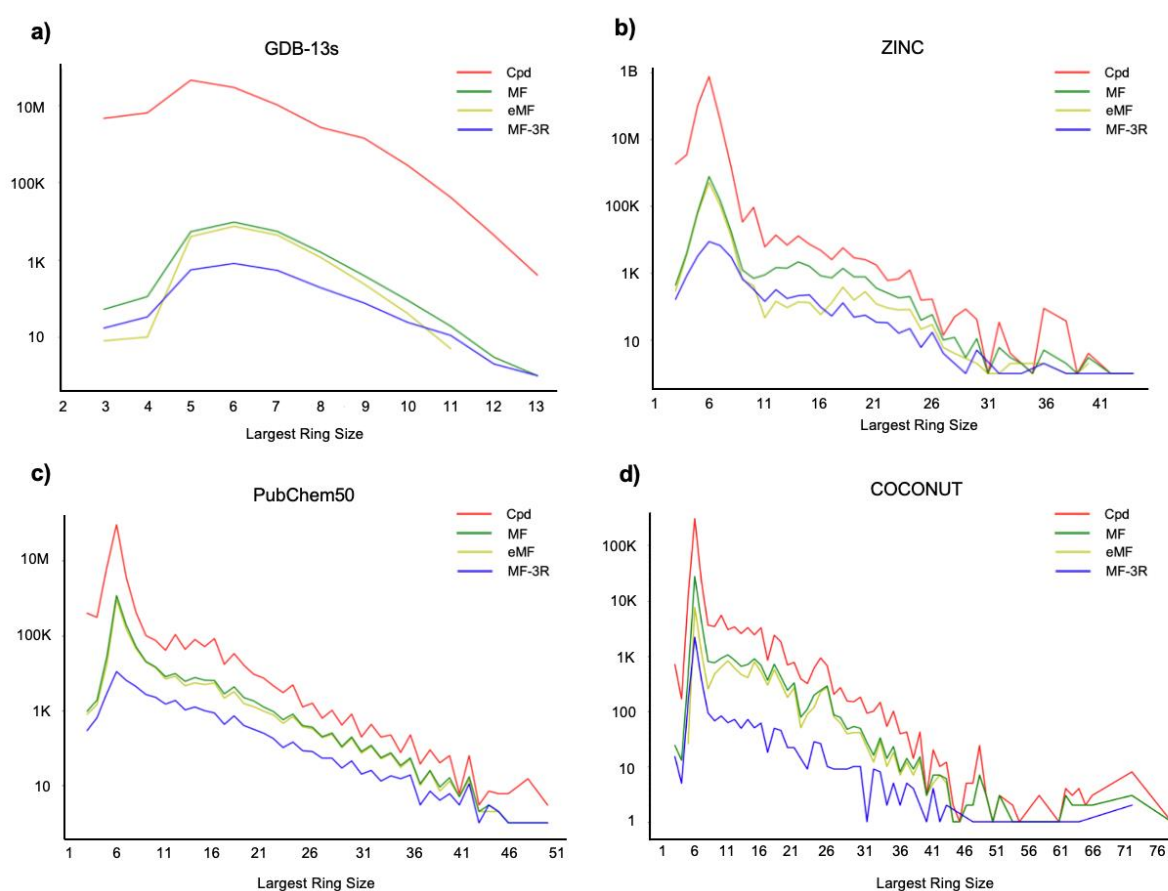 a)
GDB-13s
Cpd
MF
eMF
MF-3R
10M
100K
1K
10
2 3 4 5 6 7 8 9 10 11 12 13
Largest Ring Size
b)
ZINC
Cpd
MF
eMF
MF-3R
1B
10M
100K
1K
10
1 6 11 16 21 26 31 36 41
Largest Ring Size
c)
PubChem50
Cpd
MF
eMF
MF-3R
10M
100K
1K
10
1 6 11 16 21 26 31 36 41 46 51
Largest Ring Size
d)
COCONUT
Cpd
MF
eMF
MF-3R
100K
10K
1K
100
10
1
1 6 11 16 21 26 31 36 41 46 51 56 61 66 71 76
Largest Ring Size